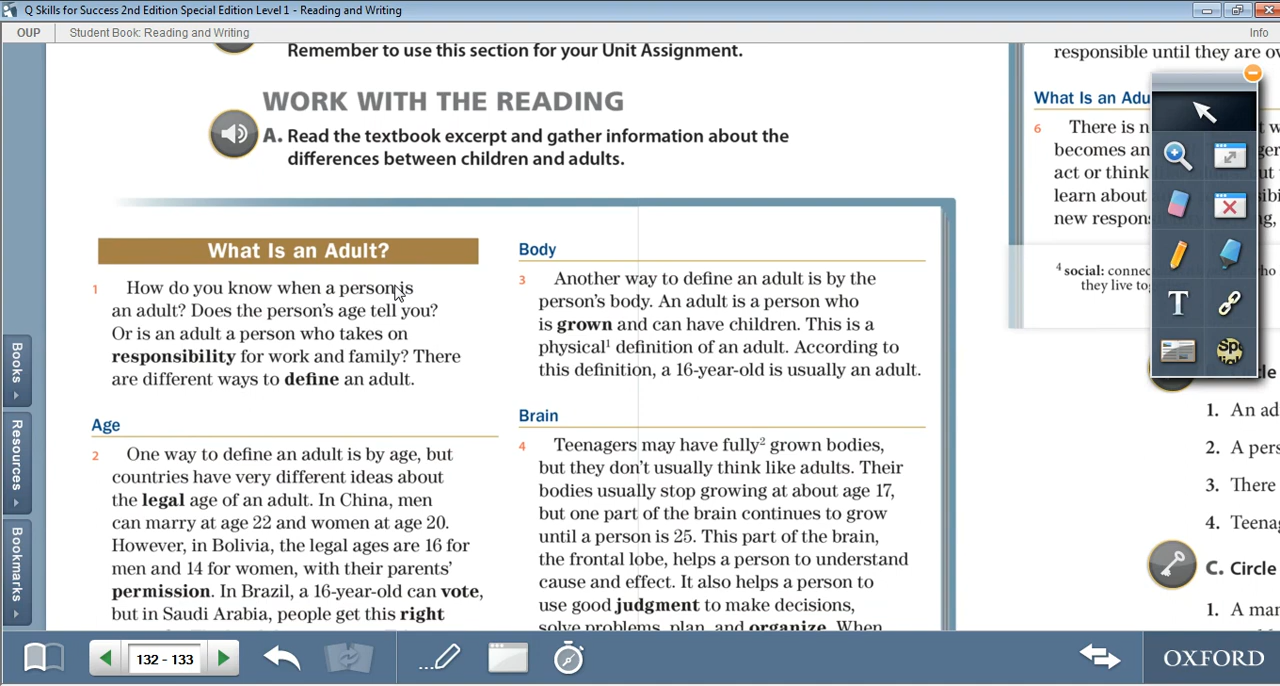 Q Skills for Success 2nd Edition Special Edition Level 1 - Reading and Writing
OUP
Student Book: Reading and Writing
Info
Remember to use this section for your Unit Assignment.
WORK WITH THE READING
A. Read the textbook excerpt and gather information about the
differences between children and adults.
What Is an Adult?
1 How do you know when a person is
an adult? Does the person's age tell you?
Or is an adult a person who takes on
responsibility for work and family? There
are different ways to define an adult.
Age
2 One way to define an adult is by age, but
countries have very different ideas about
the legal age of an adult. In China, men
can marry at age 22 and women at age 20.
However, in Bolivia, the legal ages are 16 for
men and 14 for women, with their parents'
permission. In Brazil, a 16-year-old can vote,
but in Saudi Arabia, people get this right
Body
3 Another way to define an adult is by the
person's body. An adult is a person who
is grown and can have children. This is a
physical1 definition of an adult. According to
this definition, a 16-year-old is usually an adult.
Brain
4 Teenagers may have fully2 grown bodies,
but they don't usually think like adults. Their
bodies usually stop growing at about age 17,
but one part of the brain continues to grow
until a person is 25. This part of the brain,
the frontal lobe, helps a person to understand
cause and effect. It also helps a person to
use good judgment to make decisions,
solve problems, plan, and organize. When
responsible until they are ov
What Is an Adu
6 There is n
becomes an
act or think
learn about
new respon
4 social: connec
they live to
1. An ad
2. A pers
3. There
4. Teena
C. Circle
1. A mar
Books
Resources
Bookmarks
T
132 - 133
OXFORD